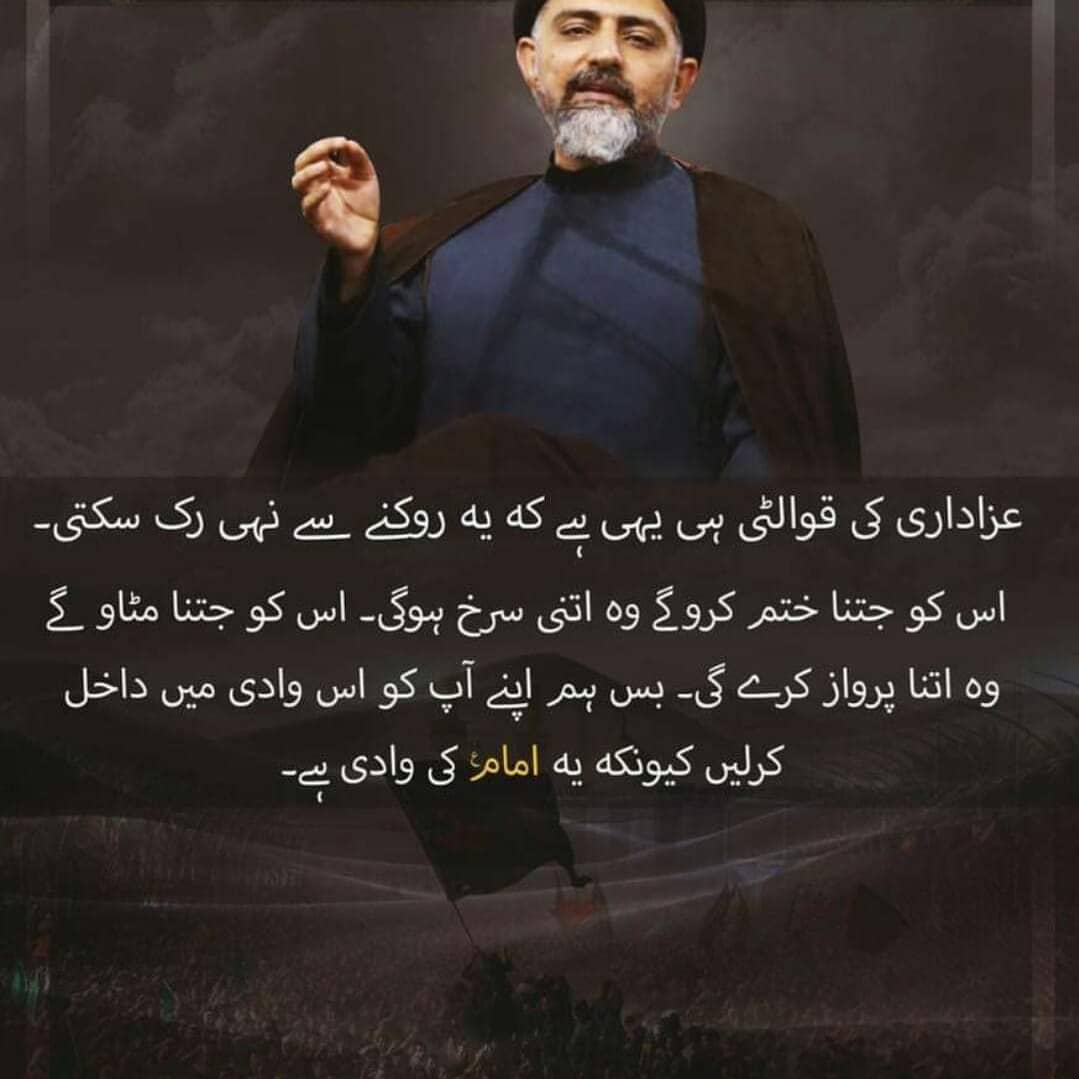 عزاداری کی قوالٹی ہی یہی ہے کہ یہ روکنے سے نہی رک سکتی۔
اس کو جتنا ختم کروگے وہ اتنی سرخ ہوگی۔ اس کو جتنا مٹاو گے
وہ اتنا پرواز کرے گی۔ بس ہم اپنے آپ کو اس وادی میں داخل
کرلیں کیونکہ یہ امامؑ کی وادی ہے۔